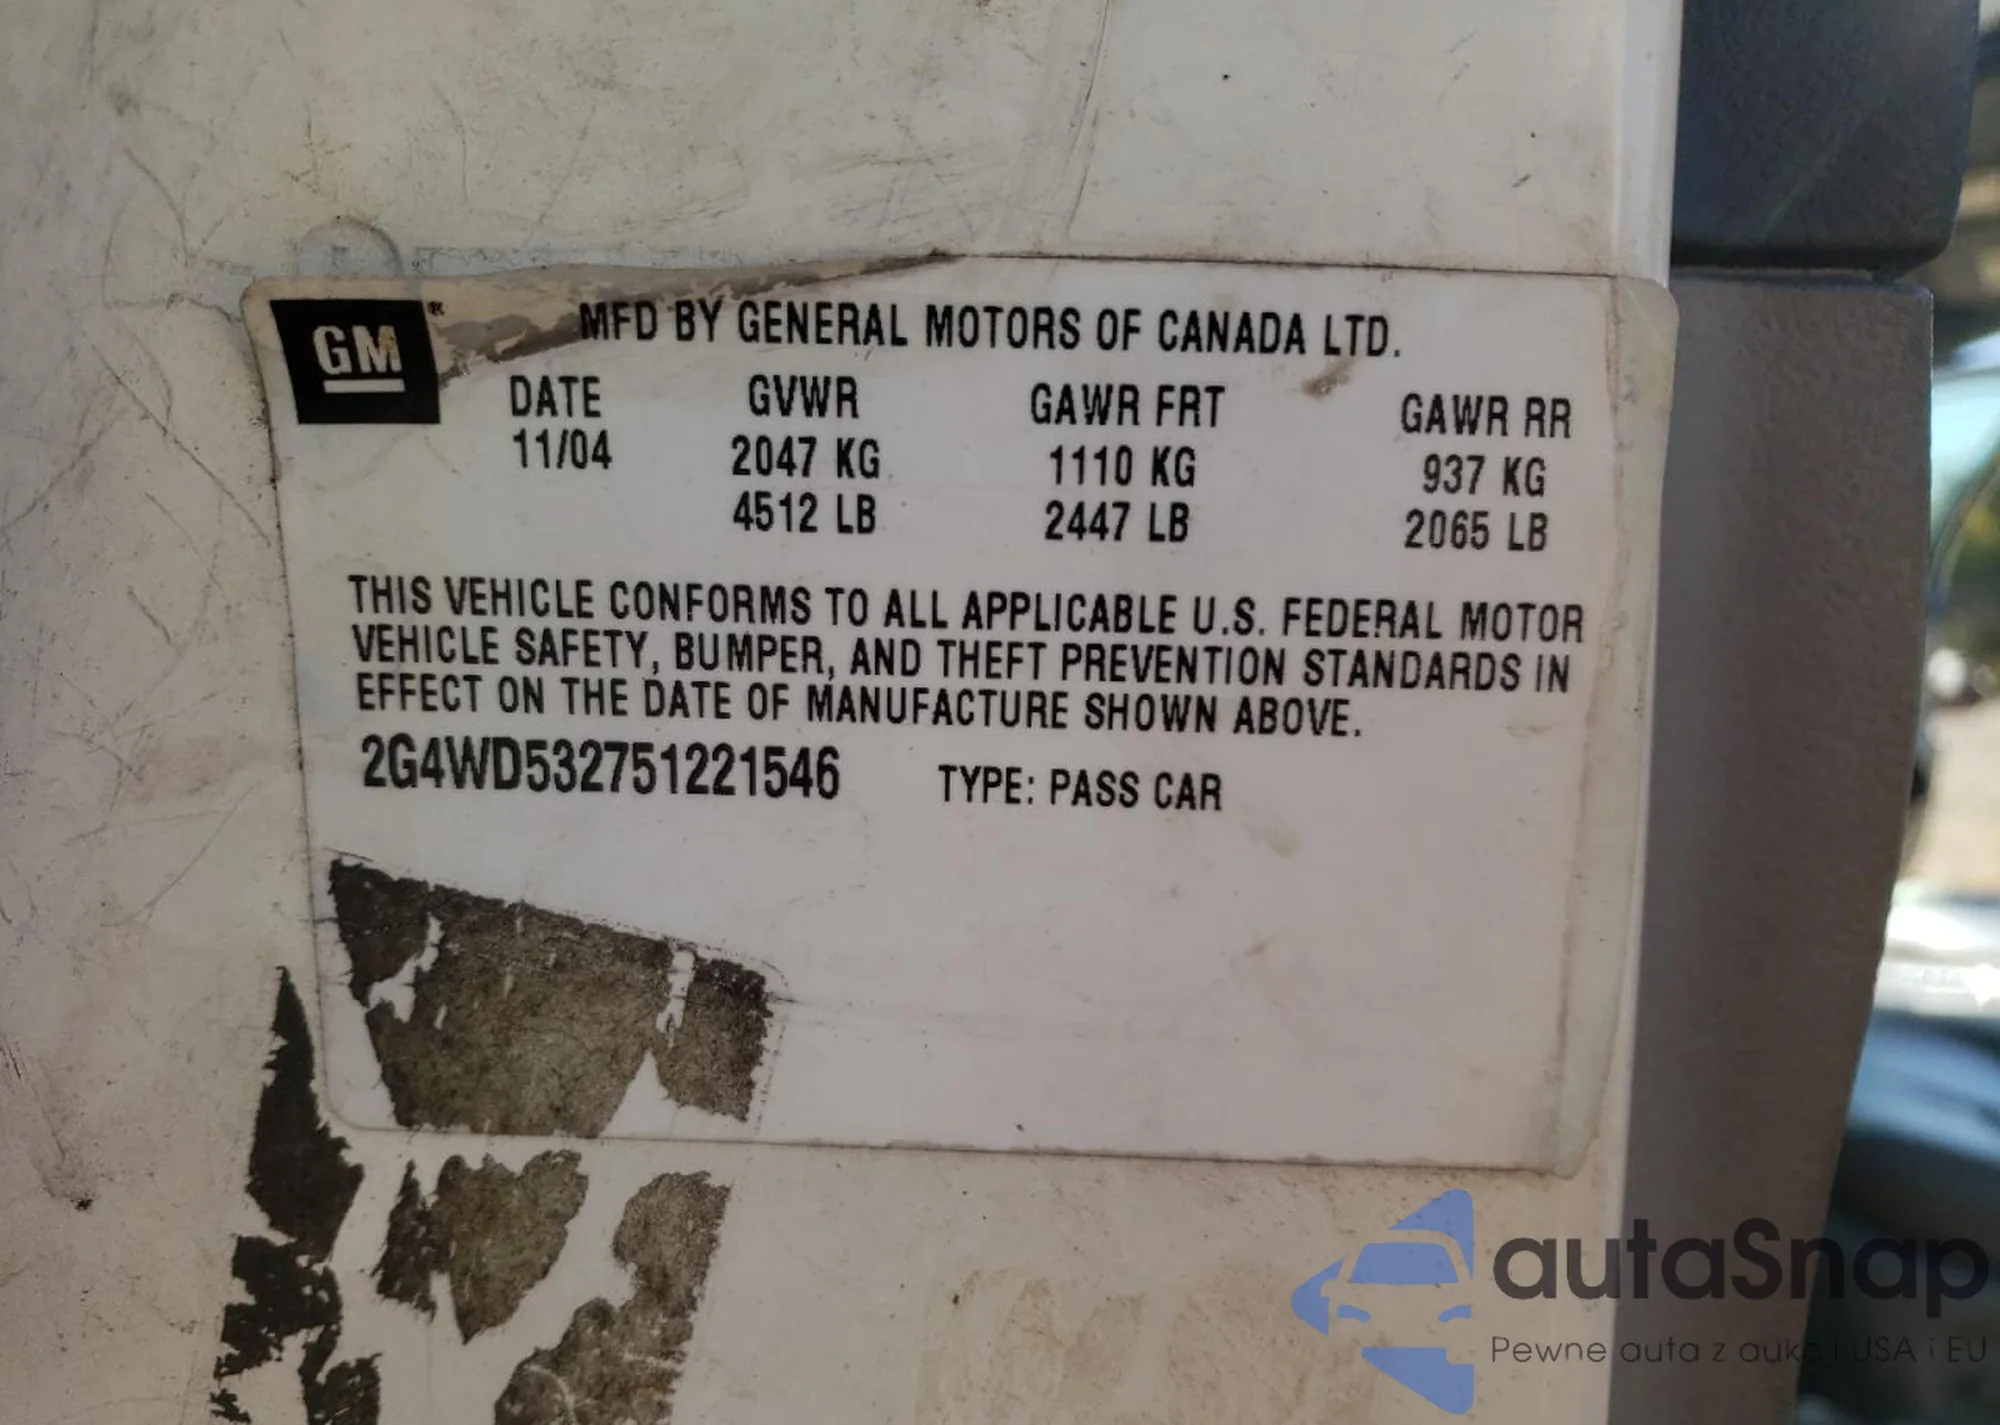 GM ®
MFD BY GENERAL MOTORS OF CANADA LTD.
DATE GVWR GAWR FRT GAWR RR
11/04 2047 KG 1110 KG 937 KG
4512 LB 2447 LB 2065 LB
THIS VEHICLE CONFORMS TO ALL APPLICABLE U.S. FEDERAL MOTOR
VEHICLE SAFETY, BUMPER, AND THEFT PREVENTION STANDARDS IN
EFFECT ON THE DATE OF MANUFACTURE SHOWN ABOVE.
2G4WD532751221546 TYPE: PASS CAR
autaSnap
Pewne auta z aukcji USA i EU